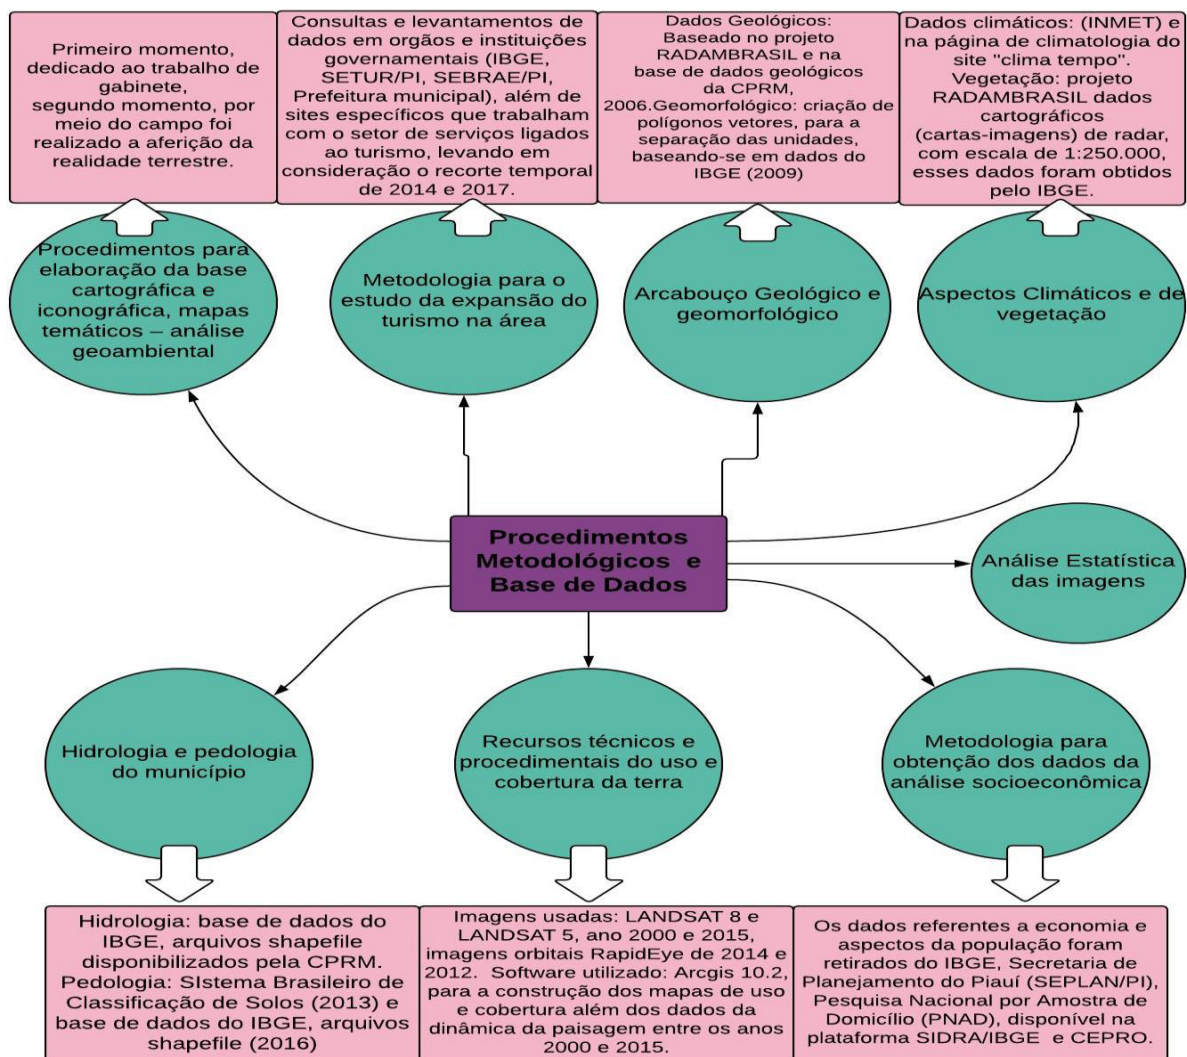 Primeiro momento,
dedicado ao trabalho de
gabinete,
segundo momento, por
meio do campo foi
realizado a aferição da
realidade terrestre.
Consultas e levantamentos de
dados em orgãos e instituições
governamentais (IBGE,
SETUR/PI, SEBRAE/PI,
Prefeitura municipal), além de
sites específicos que trabalham
com o setor de serviços ligados
ao turismo, levando em
consideração o recorte temporal
de 2014 e 2017.
Dados Geológicos:
Baseado no projeto
RADAMBRASIL e na
base de dados geológicos
da CPRM,
2006.Geomorfológico: criação de
polígonos vetores, para a
separação das unidades,
baseando-se em dados do
IBGE (2009)
Dados climáticos: (INMET) e
na página de climatologia do
site "clima tempo".
Vegetação: projeto
RADAMBRASIL dados
cartográficos
(cartas-imagens) de radar,
com escala de 1:250.000,
esses dados foram obtidos
pelo IBGE.
Procedimentos para
elaboração da base
cartográfica e
iconográfica, mapas
temáticos – análise
geoambiental
Metodologia para o
estudo da expansão do
turismo na área
Arcabouço Geológico e
geomorfológico
Aspectos Climáticos e de
vegetação
Procedimentos
Metodológicos e
Base de Dados
Análise Estatística
das imagens
Hidrologia e pedologia
do município
Recursos técnicos e
procedimentais do uso e
cobertura da terra
Metodologia para
obtenção dos dados da
análise socioeconômica
Hidrologia: base de dados do
IBGE, arquivos shapefile
disponibilizados pela CPRM.
Pedologia: SIstema Brasileiro de
Classificação de Solos (2013) e
base de dados do IBGE, arquivos
shapefile (2016)
Imagens usadas: LANDSAT 8 e
LANDSAT 5, ano 2000 e 2015,
imagens orbitais RapidEye de 2014
e 2012. Software utilizado: Arcgis 10.2,
para a construção dos mapas de uso
e cobertura além dos dados da
dinâmica da paisagem entre os anos
2000 e 2015.
Os dados referentes a economia e
aspectos da população foram
retirados do IBGE, Secretaria de
Planejamento do Piauí (SEPLAN/PI),
Pesquisa Nacional por Amostra de
Domicílio (PNAD), disponível na
plataforma SIDRA/IBGE e CEPRO.